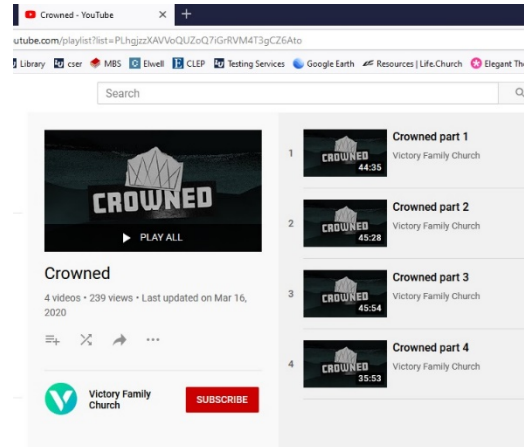 Crowned - YouTube
utube.com/playlist?list=PLhgjzzXAVVoQUZoQ7iGrRVM4T3gCZ6Ato
Library cser MBS Elwell CLEP Testing Services Google Earth Resources | Life.Church Elegant The
Search
CROWNED
PLAY ALL
Crowned
4 videos • 239 views • Last updated on Mar 16,
2020
Victory Family
Church
SUBSCRIBE
1
CROWNED
44:35
Crowned part 1
Victory Family Church
2
CROWNED
45:28
Crowned part 2
Victory Family Church
3
CROWNED
45:54
Crowned part 3
Victory Family Church
4
CROWNED
35:53
Crowned part 4
Victory Family Church